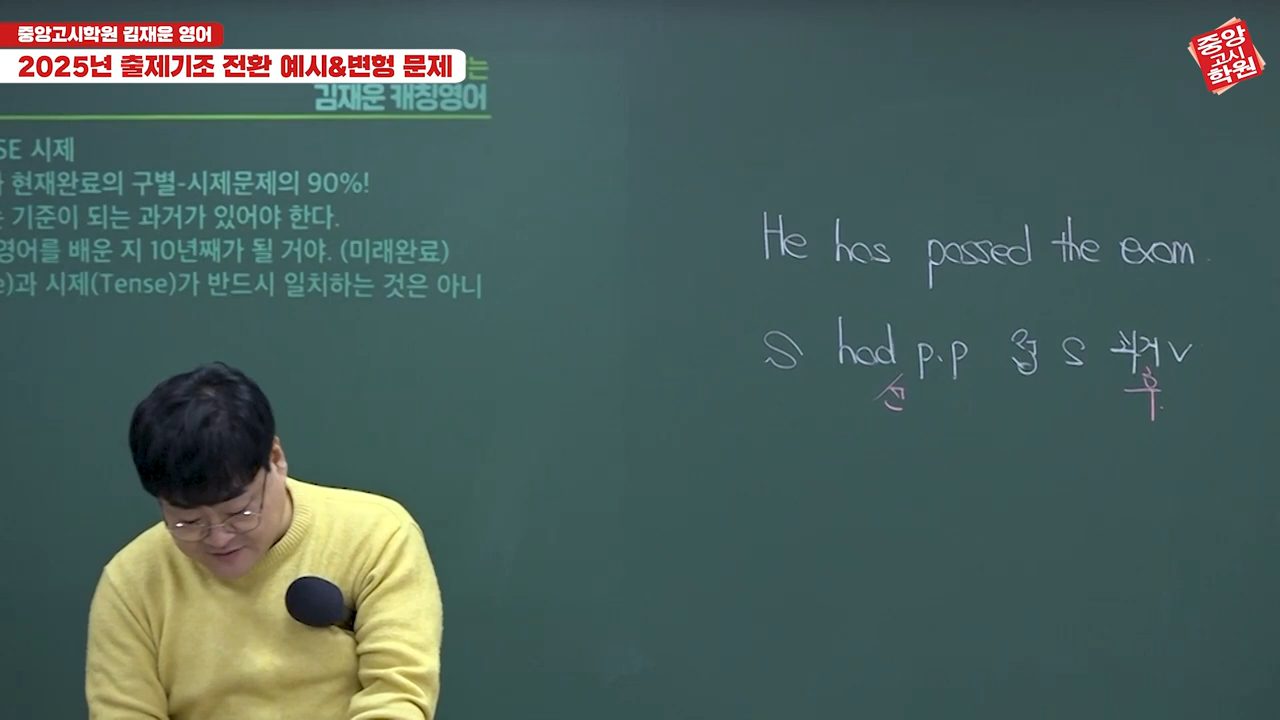 중앙고시학원 김재운 영어
2025년 출제기조 전환 예시&변형 문제
는
김재운 캐칭영어
SE 시제
현재완료의 구별-시제문제의 90%!
는 기준이 되는 과거가 있어야 한다.
영어를 배운 지 10년째가 될 거야. (미래완료)
e)과 시제(Tense)가 반드시 일치하는 것은 아니
중앙
고시
학원
He has passed the exam.
S had p.p 접 S 과거 V
선 후